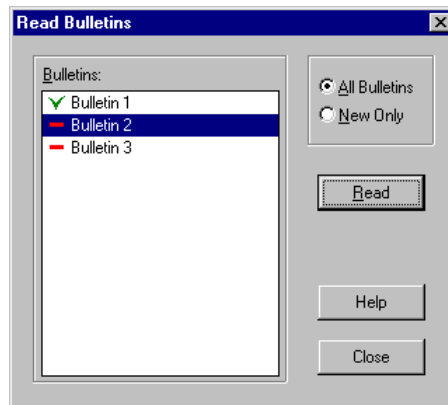 Read Bulletins
Bulletins:
Bulletin 1
Bulletin 2
Bulletin 3
All Bulletins
New Only
Read
Help
Close